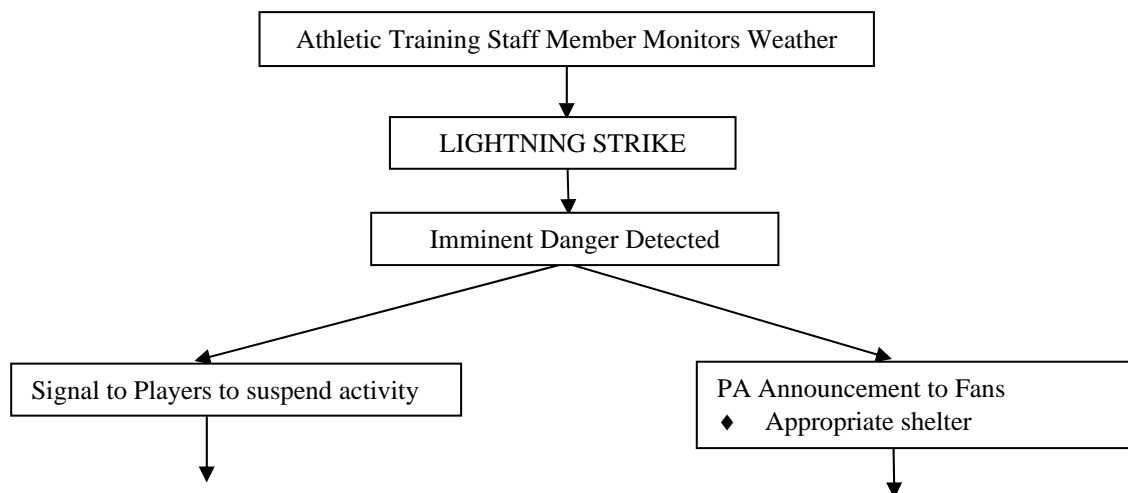 Athletic Training Staff Member Monitors Weather
LIGHTNING STRIKE
Imminent Danger Detected
Signal to Players to suspend activity
PA Announcement to Fans
♦ Appropriate shelter